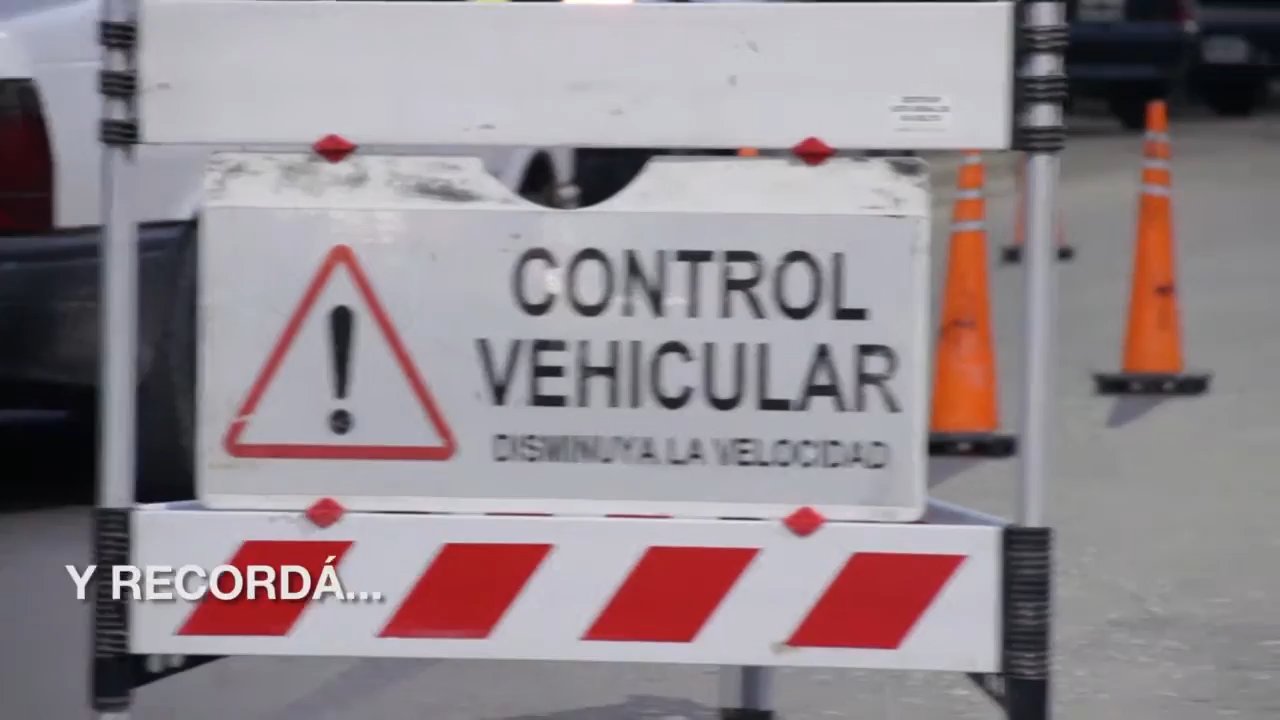 CONTROL
VEHICULAR
DISMINUYA LA VELOCIDAD
Y RECORDÁ...